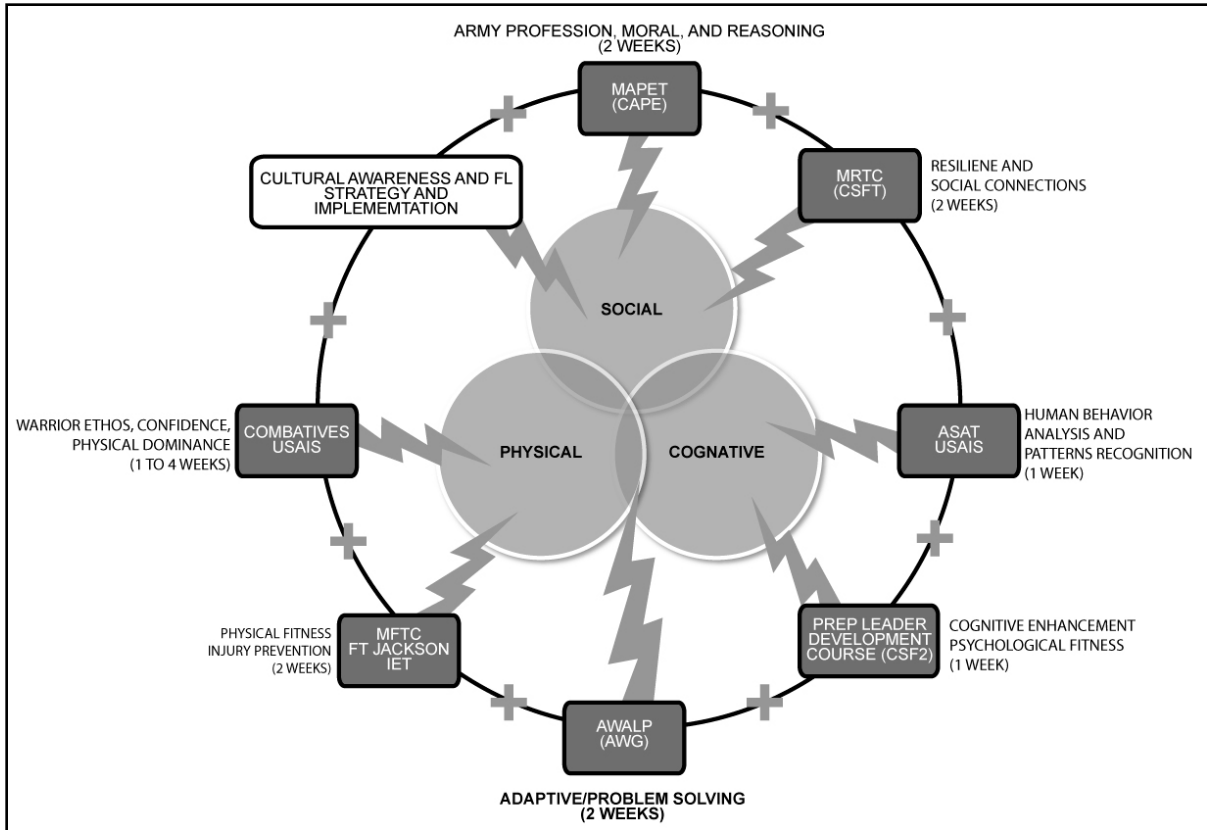 ARMY PROFESSION, MORAL, AND REASONING
(2 WEEKS)
MAPET
(CAPE)
CULTURAL AWARENESS AND FL
STRATEGY AND
IMPLEMEMTATION
MRTC
(CSFT)
RESILIENE AND
SOCIAL CONNECTIONS
(2 WEEKS)
SOCIAL
WARRIOR ETHOS, CONFIDENCE,
PHYSICAL DOMINANCE
(1 TO 4 WEEKS)
COMBATIVES
USAIS
PHYSICAL
COGNATIVE
ASAT
USAIS
HUMAN BEHAVIOR
ANALYSIS AND
PATTERNS RECOGNITION
(1 WEEK)
PHYSICAL FITNESS
INJURY PREVENTION
(2 WEEKS)
MFTC
FT JACKSON
IET
PREP LEADER
DEVELOPMENT
COURSE (CSF2)
COGNITIVE ENHANCEMENT
PSYCHOLOGICAL FITNESS
(1 WEEK)
AWALP
(AWG)
ADAPTIVE/PROBLEM SOLVING
(2 WEEKS)